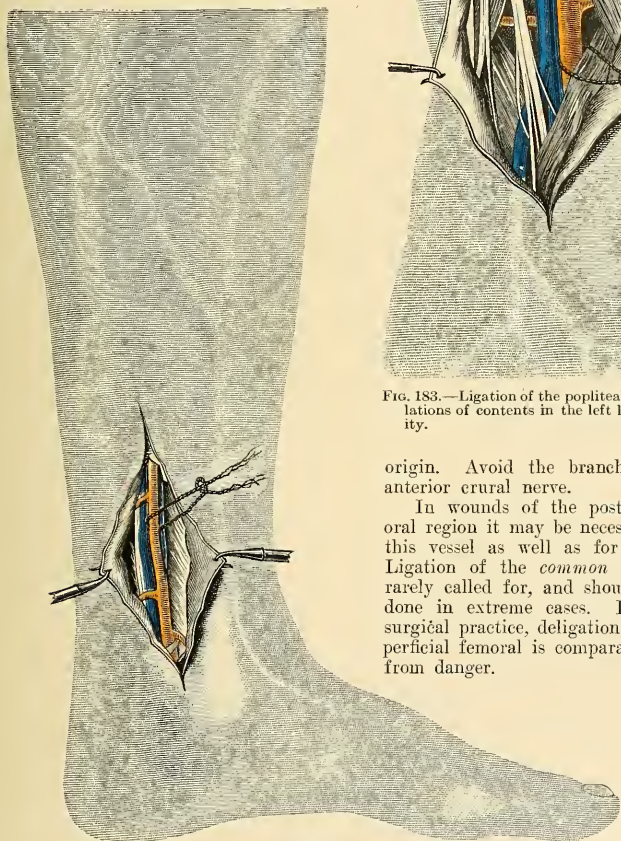 FIG. 183.—Ligation of the poplitea
lations of contents in the left
ity.
origin. Avoid the branch
anterior crural nerve.
In wounds of the post
oral region it may be neces
this vessel as well as for
Ligation of the common
rarely called for, and shou
done in extreme cases.
surgical practice, deligation
perficial femoral is compara
from danger.